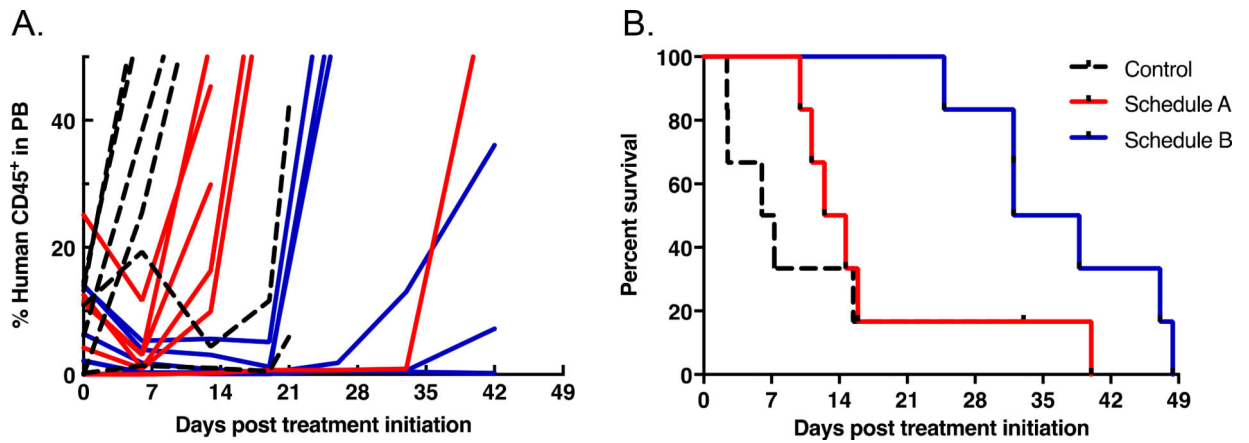 A.
% Human CD45+ in PB
40
20
0
0 7 14 21 28 35 42 49
Days post treatment initiation
B.
Percent survival
100
80
60
40
20
0
0 7 14 21 28 35 42 49
Days post treatment initiation
Control
Schedule A
Schedule B